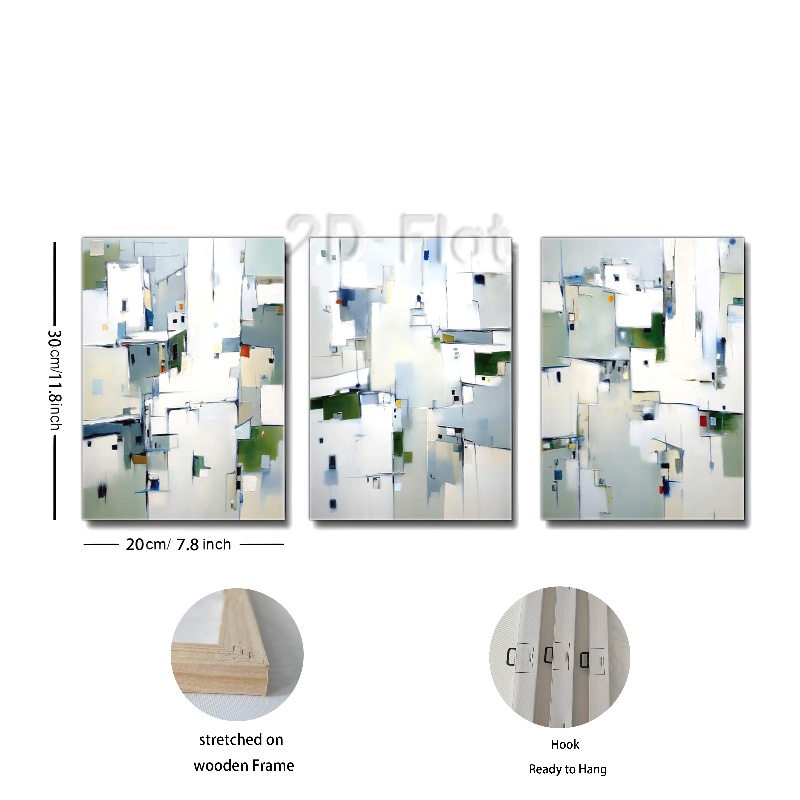 2D-Flat
30cm/11.8inch
20cm/ 7.8 inch
stretched on
wooden Frame
Hook
Ready to Hang